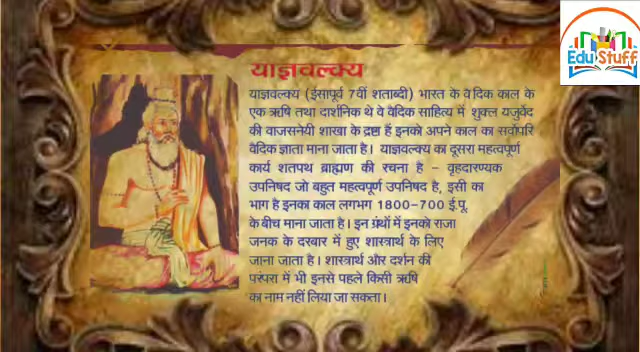 Edu Stuff
याज्ञवल्क्य
याज्ञवल्क्य (ईसापूर्व 7वीं शताब्दी) भारत के वैदिक काल के
एक ऋषि तथा दार्शनिक थे वे वैदिक साहित्य में शुक्ल यजुर्वेद
की वाजसनेयी शाखा के द्रष्टा हैं इनको अपने काल का सर्वोपरि
वैदिक ज्ञाता माना जाता है। याज्ञवल्क्य का दूसरा महत्वपूर्ण
कार्य शतपथ ब्राह्मण की रचना है - वृहदारण्यक
उपनिषद जो बहुत महत्वपूर्ण उपनिषद है, इसी का
भाग है इनका काल लगभग 1800-700 ई.पू.
के बीच माना जाता है। इन ग्रंथों में इनको राजा
जनक के दरबार में हुए शास्त्रार्थ के लिए
जाना जाता है। शास्त्रार्थ और दर्शन की
परंपरा में भी इनसे पहले किसी ऋषि
का नाम नहीं लिया जा सकता।